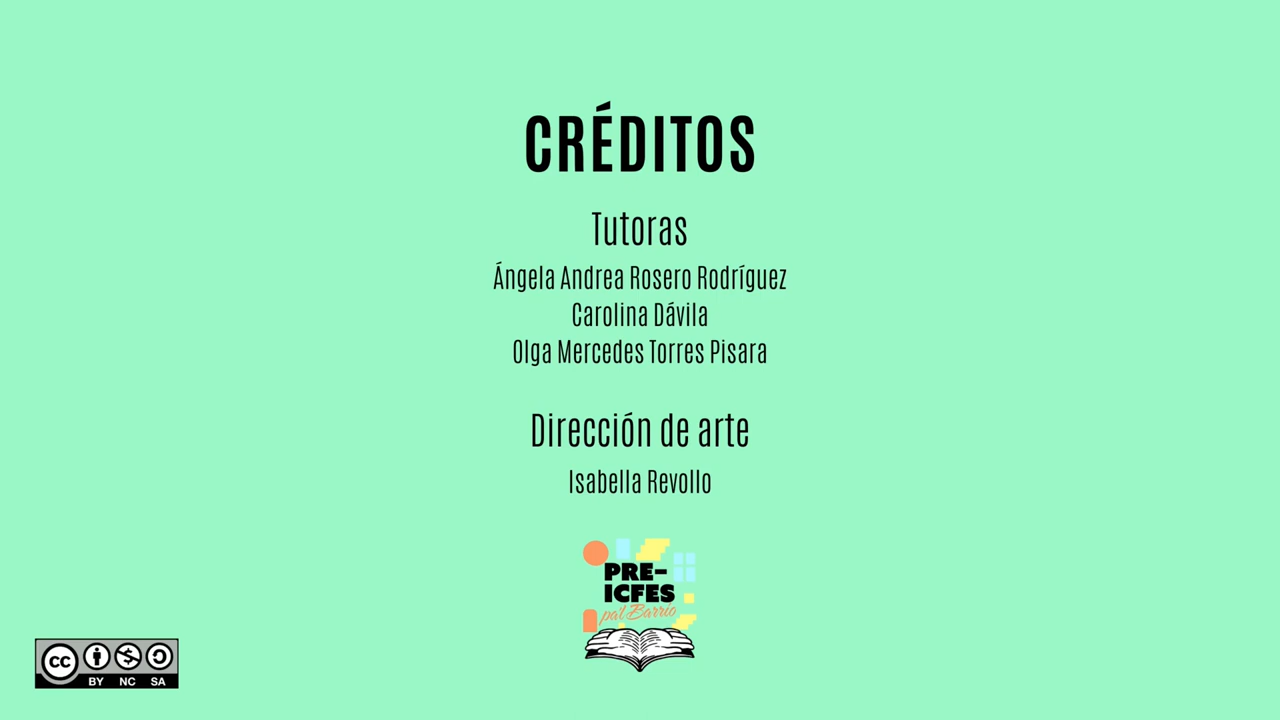 CRÉDITOS
Tutoras
Ángela Andrea Rosero Rodríguez
Carolina Dávila
Olga Mercedes Torres Pisara
Dirección de arte
Isabella Revollo
PRE-
ICFES
pa'l Barrio
cc
BY NC SA